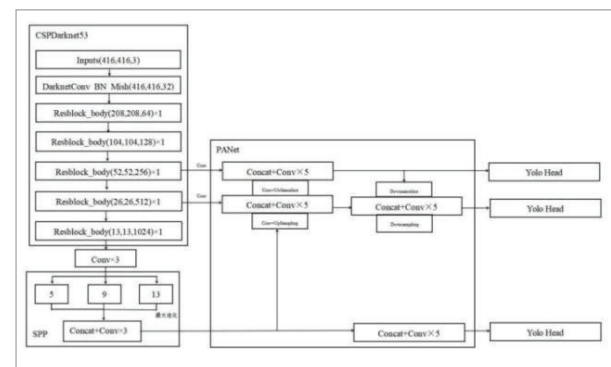 CSPDarknet53
Inputs(416,416,3)
DarknetConv_BN_Mish(416,416,32)
Resblock_body(208,208,64)×1
Resblock_body(104,104,128)×1
Resblock_body(52,52,256)×1
Resblock_body(26,26,512)×1
Resblock_body(13,13,1024)×1
Conv×3
5
9
13
最大池化
SPP
Concat+Conv×3
PANet
Conv
Concat+Conv×5
Conv+UpSampling
Conv
Concat+Conv×5
Conv+UpSampling
Downsampling
Concat+Conv×5
Downsampling
Concat+Conv×5
Yolo Head
Yolo Head
Yolo Head